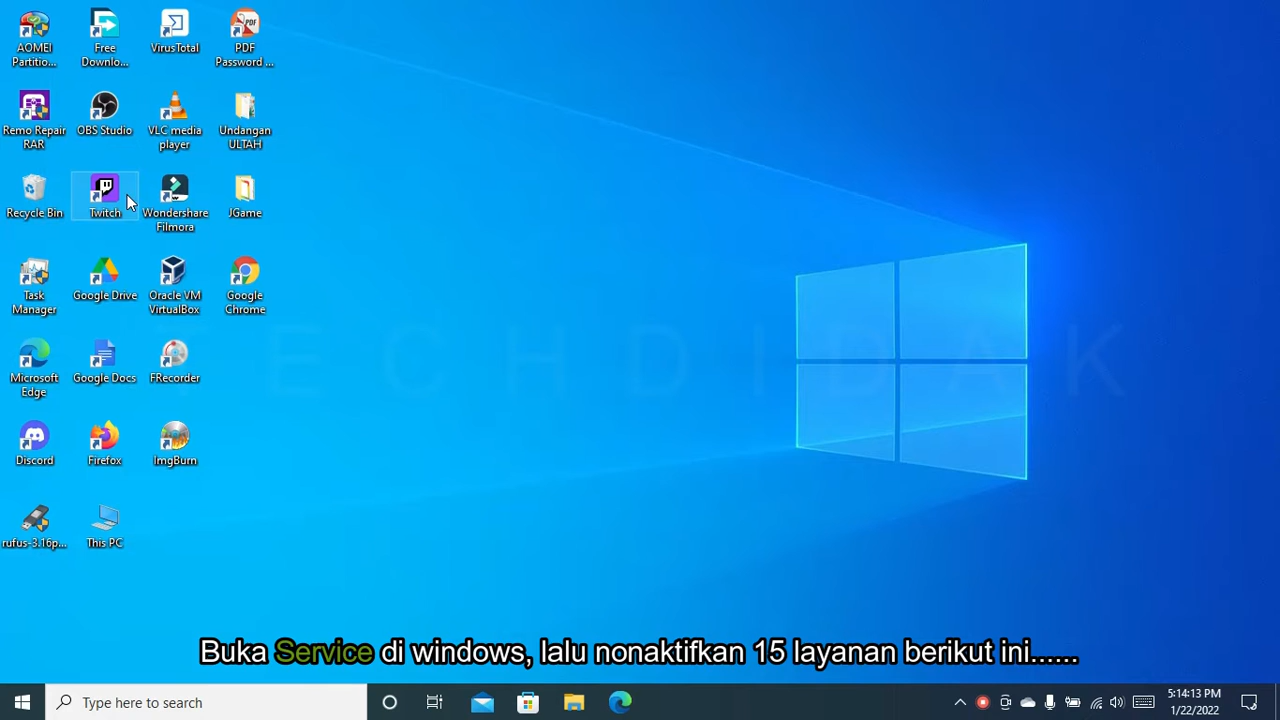 AOMEI
Partitio...
Free
Downlo...
VirusTotal
PDF
Password ...
Remo Repair
RAR
OBS Studio
VLC media
player
Undangan
ULTAH
Recycle Bin
Twitch
Wondershare
Filmora
JGame
Task
Manager
Google Drive
Oracle VM
VirtualBox
Google
Chrome
Microsoft
Edge
Google Docs
FRecorder
Discord
Firefox
ImgBurn
rufus-3.16p...
This PC
TECHDIDAK
Buka Service di windows, lalu nonaktifkan 15 layanan berikut ini......
Type here to search
5:14:13 PM
1/22/2022